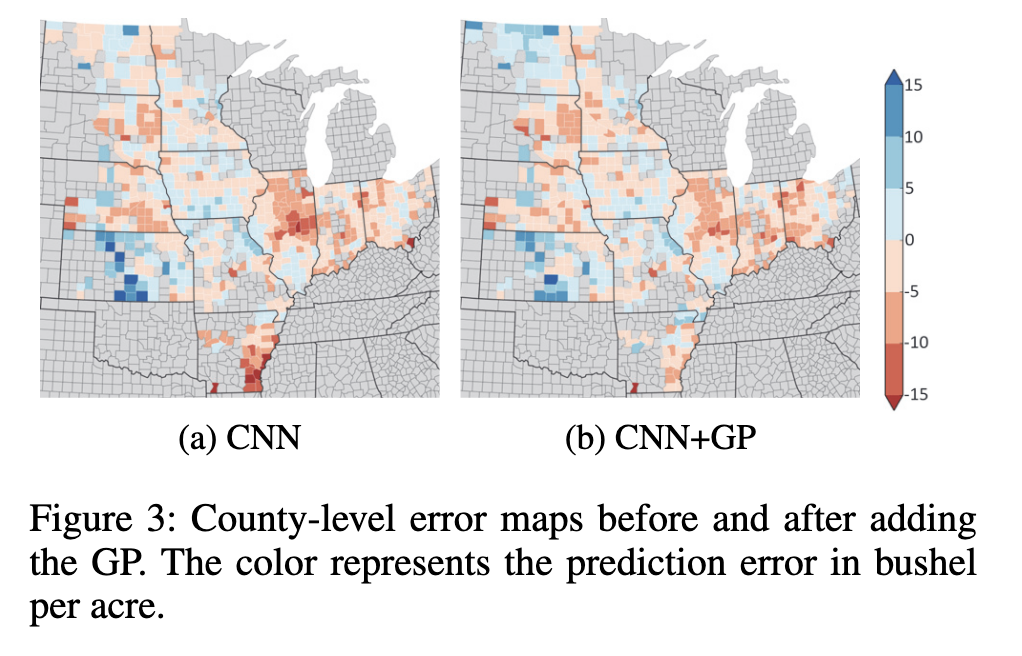 15
10
5
0
-5
-10
-15
(a) CNN
(b) CNN+GP
Figure 3: County-level error maps before and after adding
the GP. The color represents the prediction error in bushel
per acre.